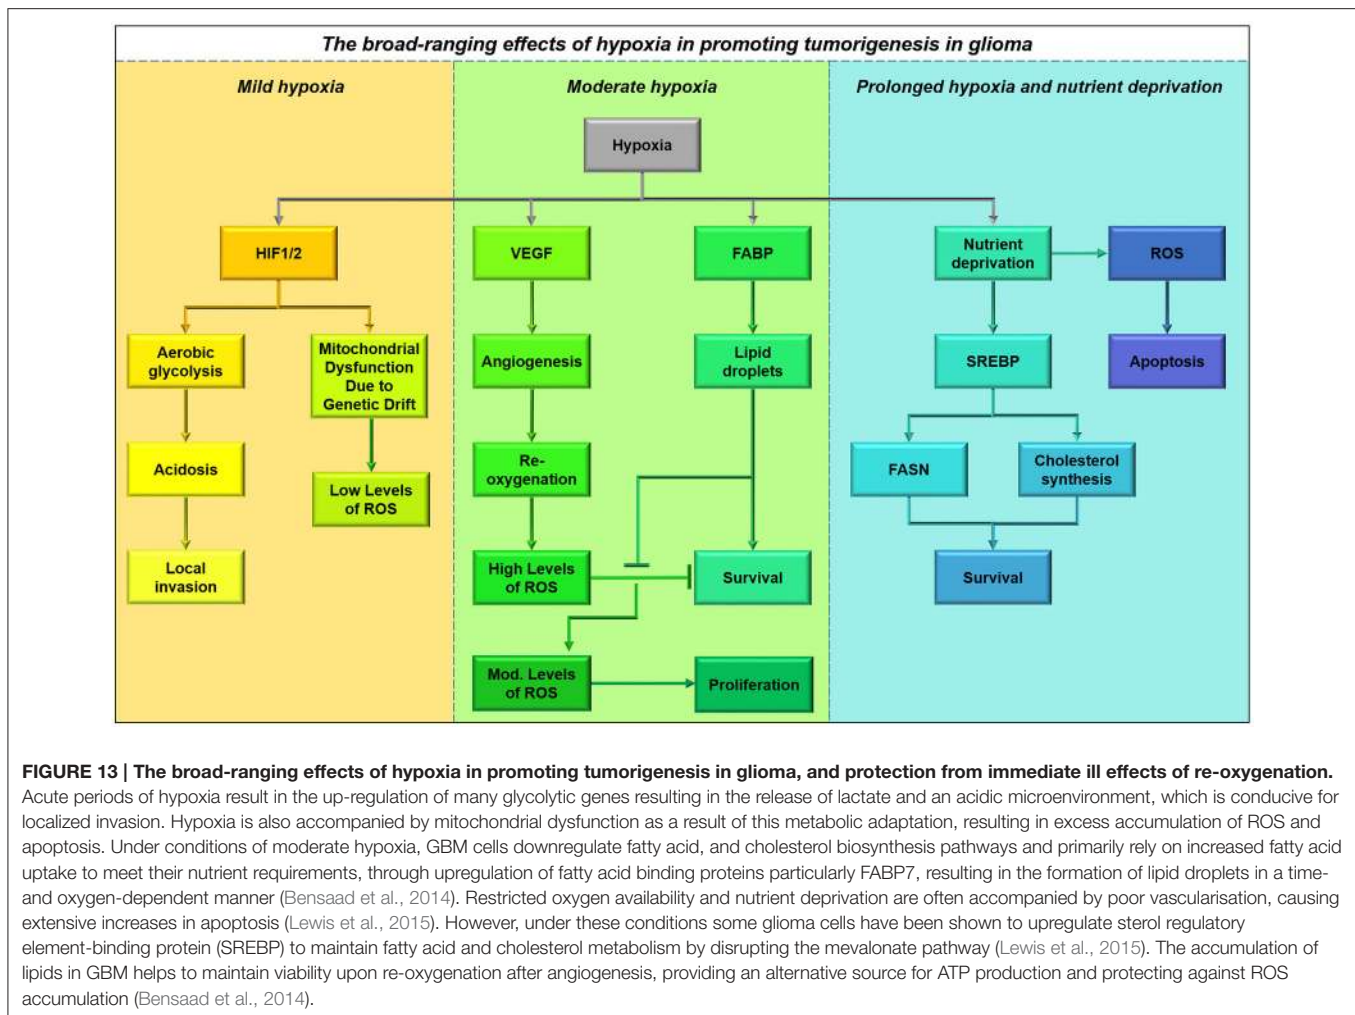 The broad-ranging effects of hypoxia in promoting tumorigenesis in glioma
Mild hypoxia
Moderate hypoxia
Prolonged hypoxia and nutrient deprivation
Hypoxia
HIF1/2
VEGF
FABP
Nutrient
deprivation
ROS
Aerobic
glycolysis
Mitochondrial
Dysfunction
Due to
Genetic Drift
Angiogenesis
Lipid
droplets
SREBP
Apoptosis
Acidosis
Low Levels
of ROS
Re-
oxygenation
FASN
Cholesterol
synthesis
Local
invasion
High Levels
of ROS
Survival
Survival
Mod. Levels
of ROS
Proliferation
FIGURE 13 | The broad-ranging effects of hypoxia in promoting tumorigenesis in glioma, and protection from immediate ill effects of re-oxygenation.
Acute periods of hypoxia result in the up-regulation of many glycolytic genes resulting in the release of lactate and an acidic microenvironment, which is conducive for
localized invasion. Hypoxia is also accompanied by mitochondrial dysfunction as a result of this metabolic adaptation, resulting in excess accumulation of ROS and
apoptosis. Under conditions of moderate hypoxia, GBM cells downregulate fatty acid, and cholesterol biosynthesis pathways and primarily rely on increased fatty acid
uptake to meet their nutrient requirements, through upregulation of fatty acid binding proteins particularly FABP7, resulting in the formation of lipid droplets in a time-
and oxygen-dependent manner (Bensaad et al., 2014). Restricted oxygen availability and nutrient deprivation are often accompanied by poor vascularisation, causing
extensive increases in apoptosis (Lewis et al., 2015). However, under these conditions some glioma cells have been shown to upregulate sterol regulatory
element-binding protein (SREBP) to maintain fatty acid and cholesterol metabolism by disrupting the mevalonate pathway (Lewis et al., 2015). The accumulation of
lipids in GBM helps to maintain viability upon re-oxygenation after angiogenesis, providing an alternative source for ATP production and protecting against ROS
accumulation (Bensaad et al., 2014).